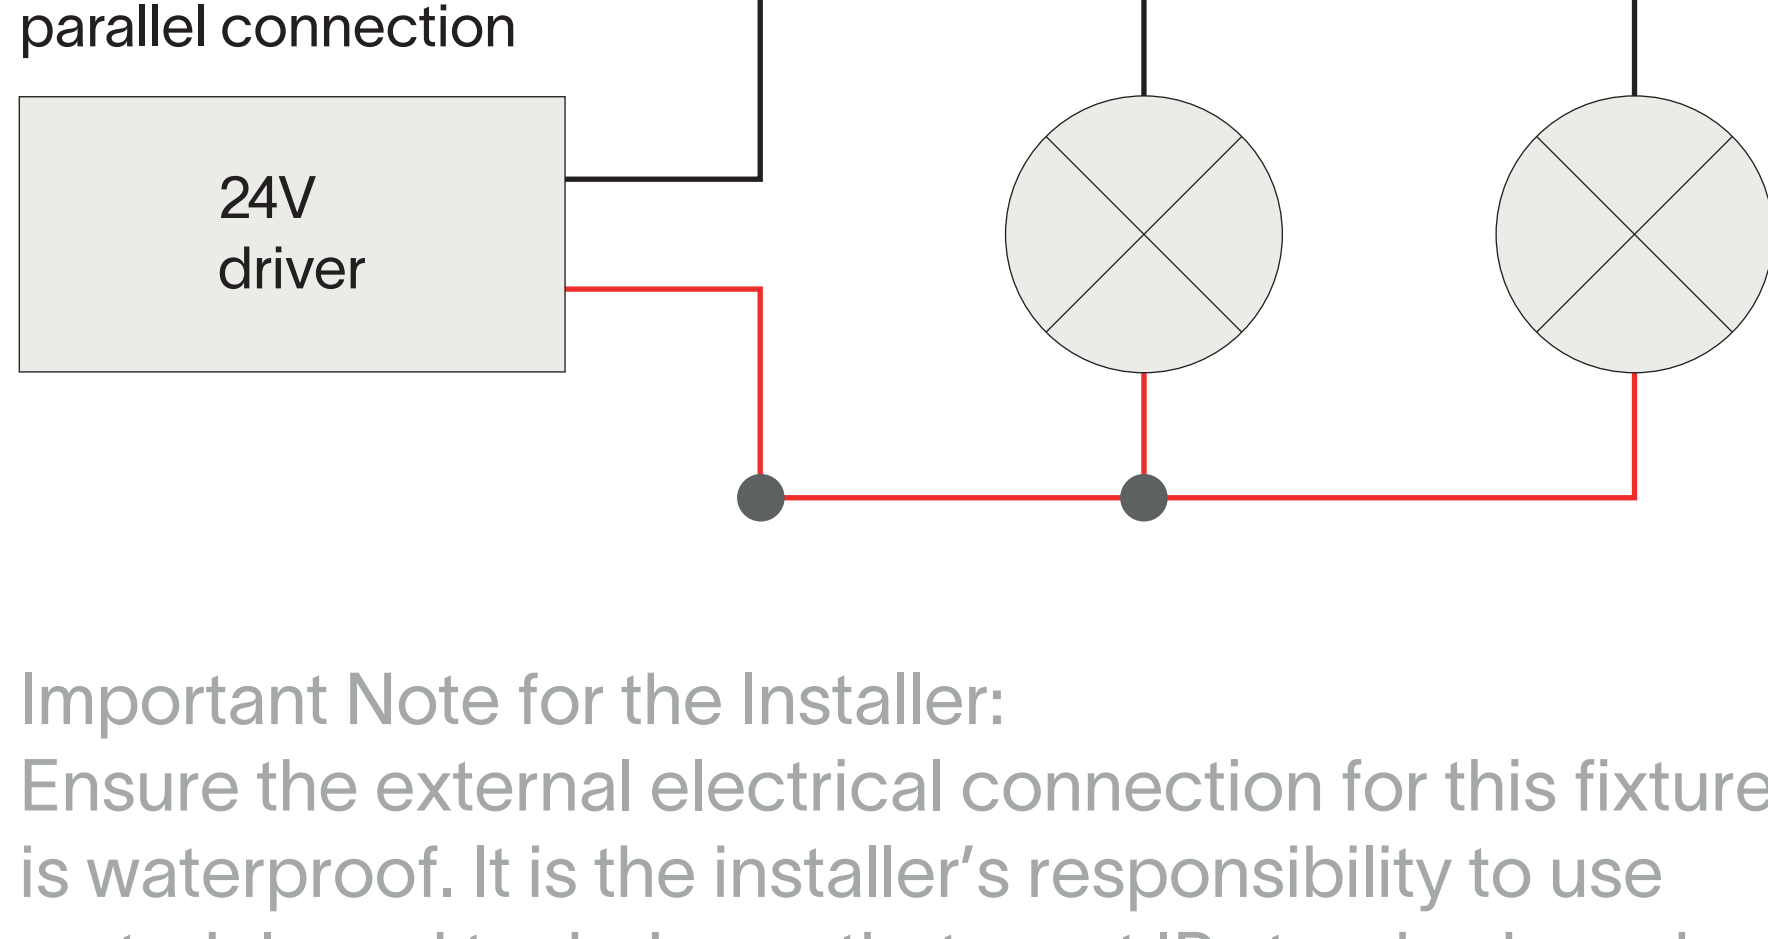 parallel connection
24V
driver
Important Note for the Installer:
Ensure the external electrical connection for this fixture
is waterproof. It is the installer’s responsibility to use